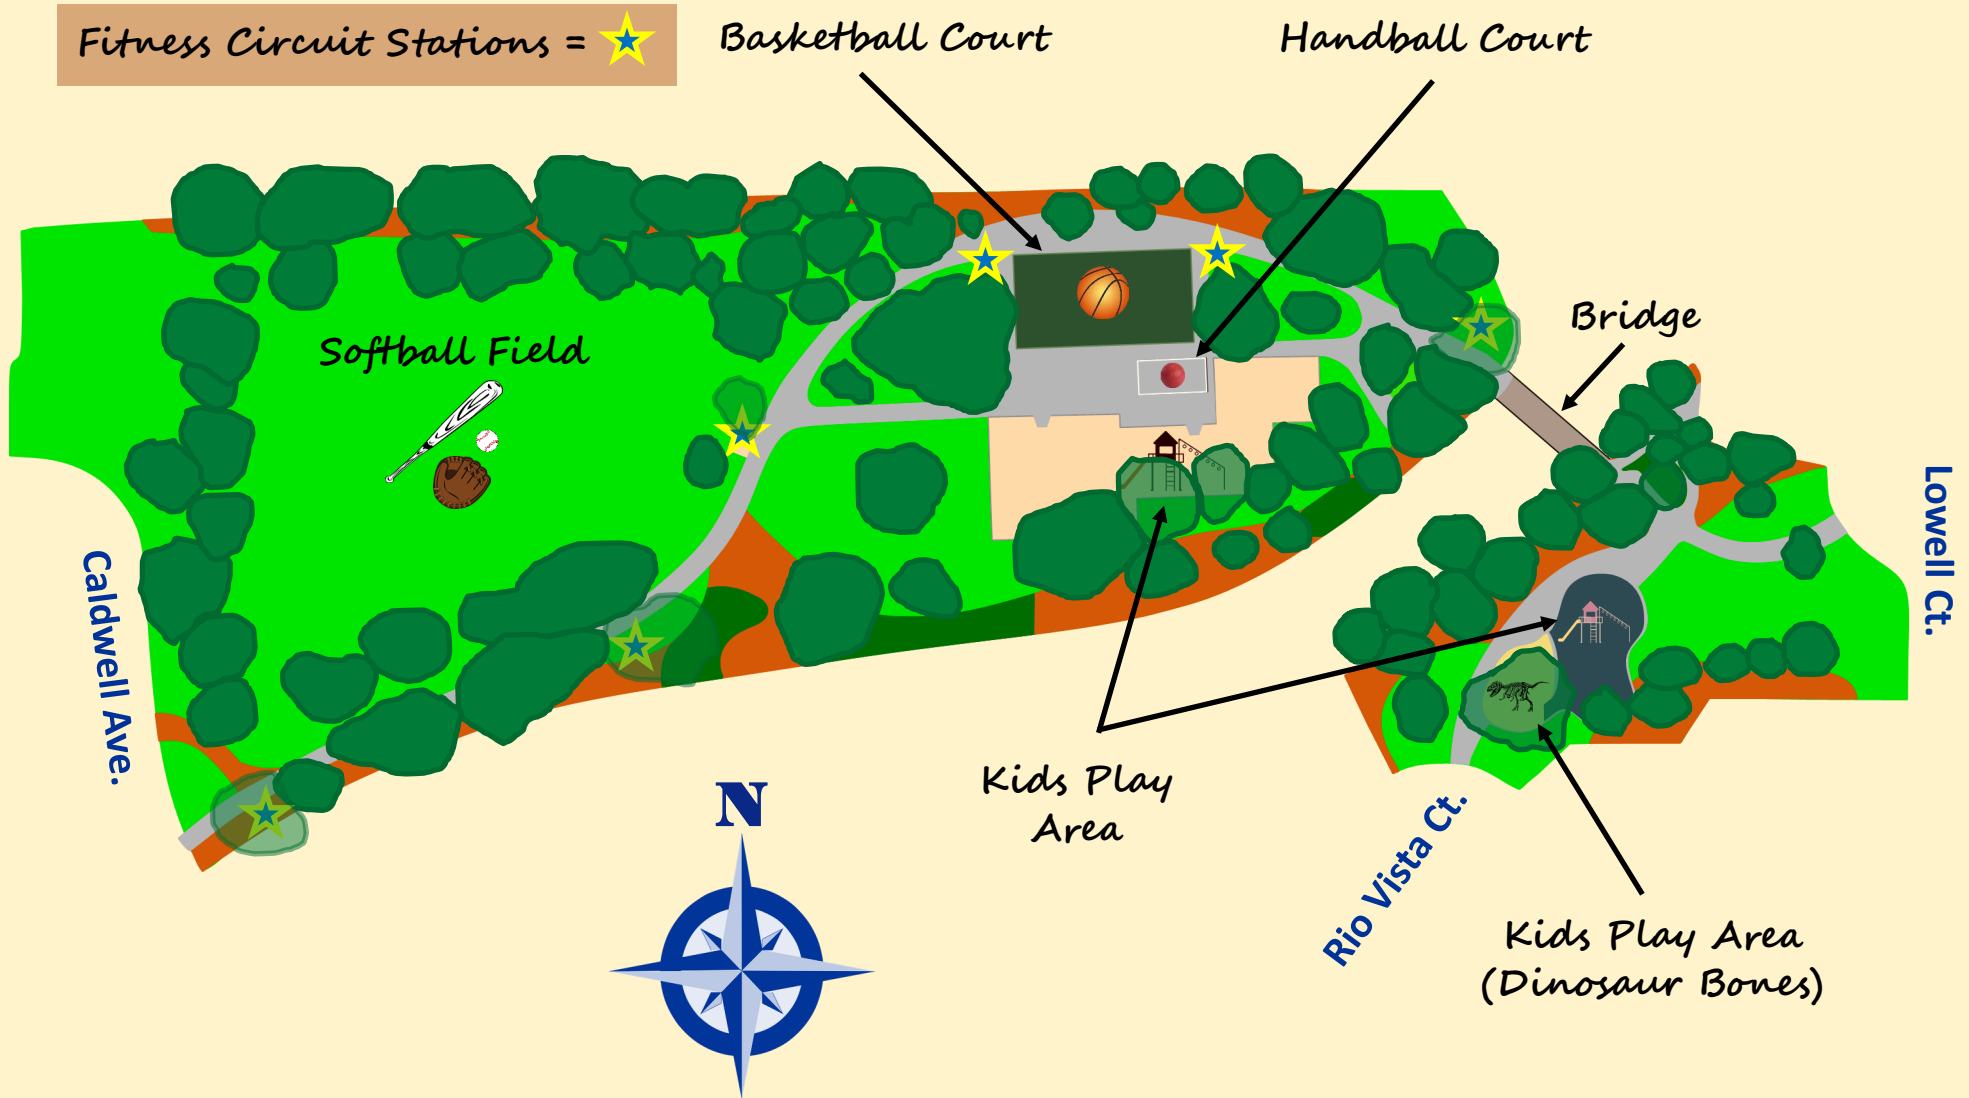 Fitness Circuit Stations =
Basketball Court
Handball Court
Bridge
Softball Field
Lowell Ct.
Caldwell Ave.
Kids Play
Area
N
Rio Vista Ct.
Kids Play Area
(Dinosaur Bones)